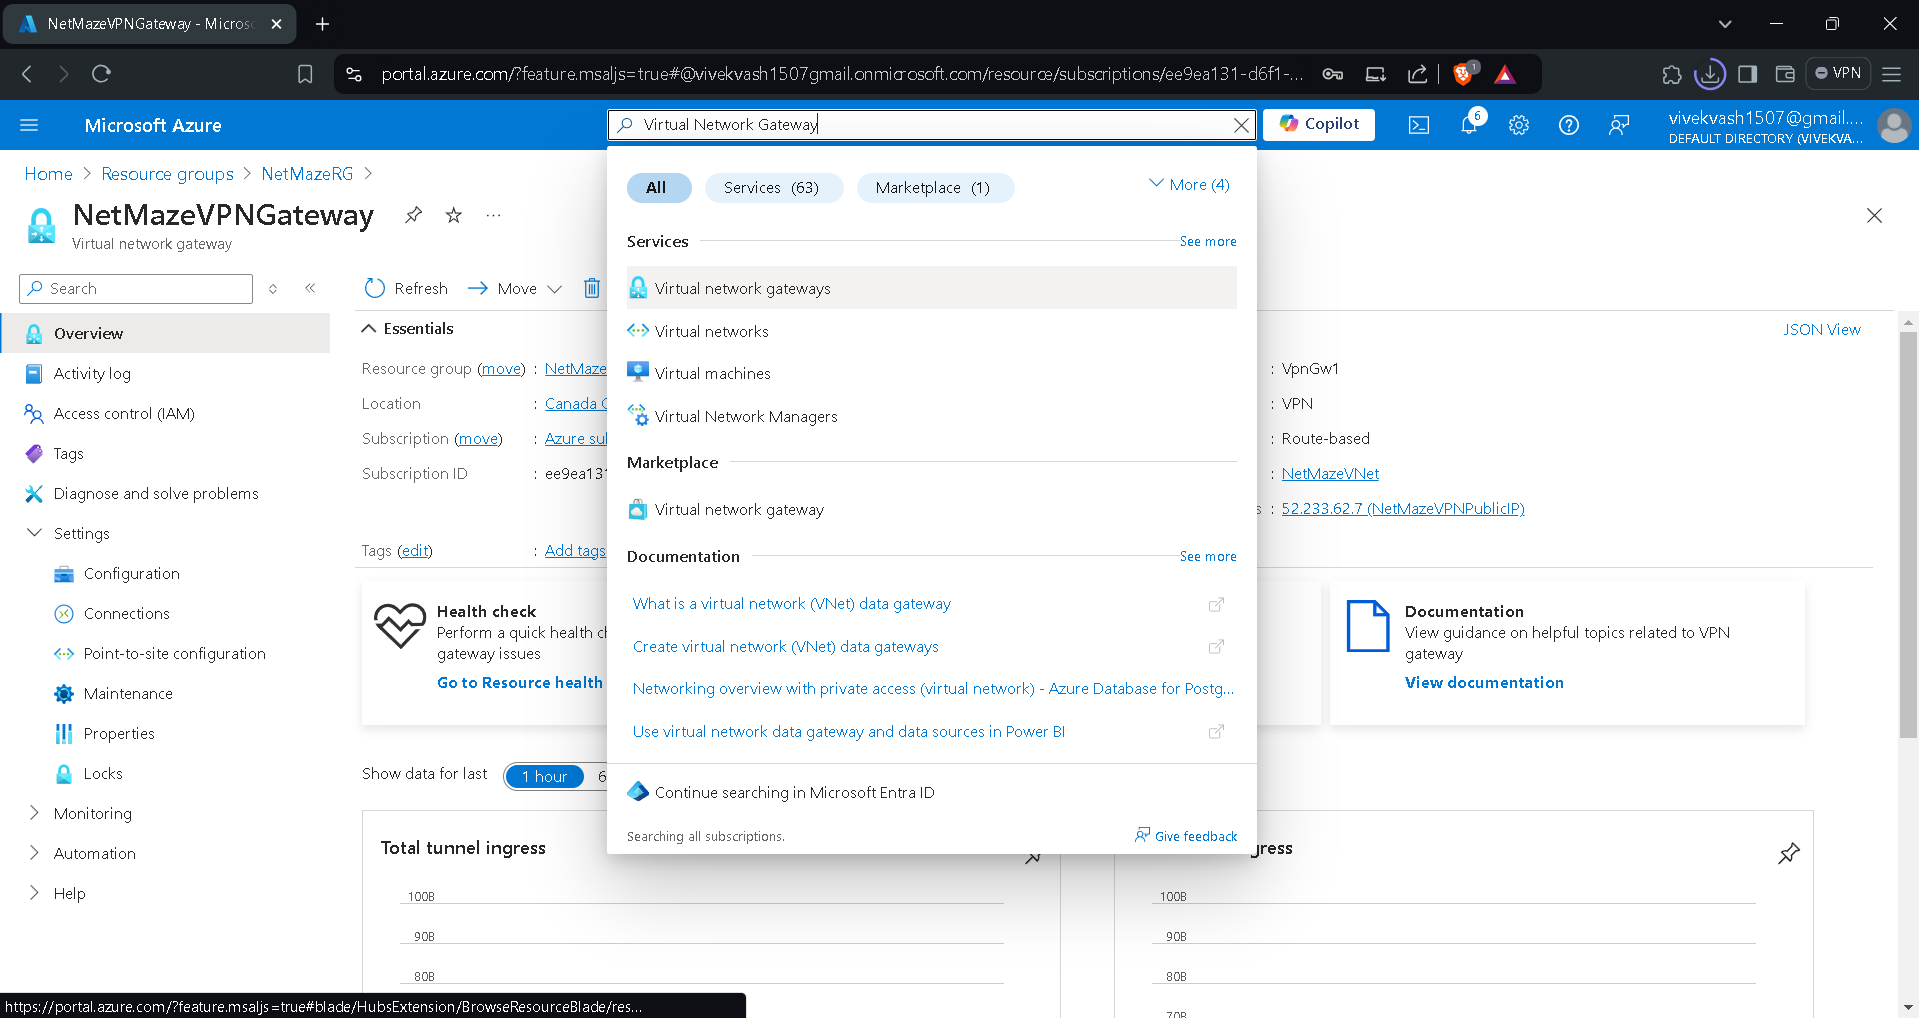 NetMazeVPNGateway - Micros
portal.azure.com/?feature.msaljs=true#@vivekvash1507gmail.onmicrosoft.com/resource/subscriptions/ee9ea131-d6f1-...
1
VPN
Microsoft Azure
Virtual Network Gateway
Copilot
6
vivekvash1507@gmail....
DEFAULT DIRECTORY (VIVEKVA...
Home > Resource groups > NetMazeRG >
NetMazeVPNGateway
Virtual network gateway
Search
Overview
Activity log
Access control (IAM)
Tags
Diagnose and solve problems
Settings
Configuration
Connections
Point-to-site configuration
Maintenance
Properties
Locks
Monitoring
Automation
Help
Refresh
Move
Essentials
JSON View
Resource group (move) : NetMaze
Location : Canada
Subscription (move) : Azure sul
Subscription ID : ee9ea131
Tags (edit) : Add tags
: VpnGw1
: VPN
: Route-based
: NetMazeVNet
s : 52.233.62.7 (NetMazeVPNPublicIP)
All
Services (63)
Marketplace (1)
More (4)
Services
See more
Virtual network gateways
Virtual networks
Virtual machines
Virtual Network Managers
Marketplace
Virtual network gateway
Documentation
See more
What is a virtual network (VNet) data gateway
Create virtual network (VNet) data gateways
Networking overview with private access (virtual network) - Azure Database for Postg...
Use virtual network data gateway and data sources in Power BI
Continue searching in Microsoft Entra ID
Searching all subscriptions.
Give feedback
Health check
Perform a quick health ch
gateway issues
Go to Resource health
Documentation
View guidance on helpful topics related to VPN
gateway
View documentation
Show data for last
1 hour
6
Total tunnel ingress
100B
90B
80B
gress
100B
90B
80B
70B
https://portal.azure.com/?feature.msaljs=true#blade/HubsExtension/BrowseResourceBlade/res...